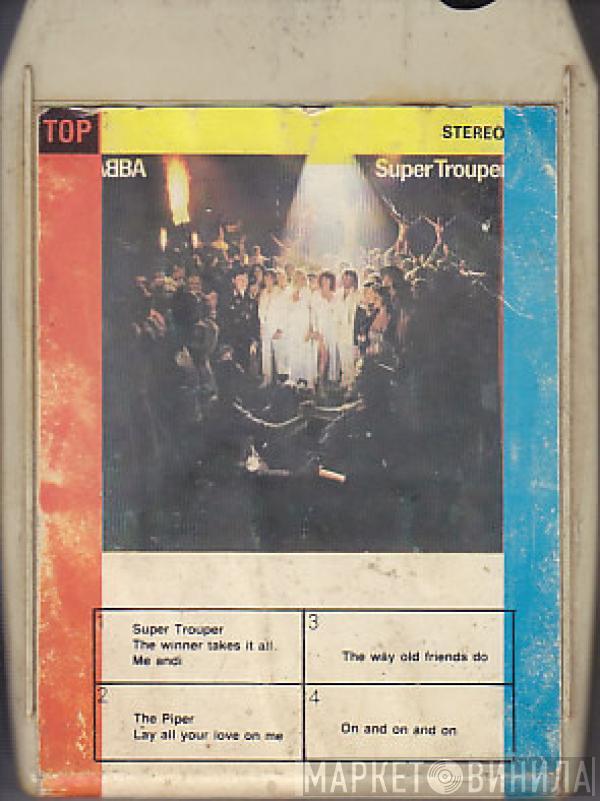 TOP
STEREO
ABBA
Super Trouper
1
Super Trouper
The winner takes it all.
Me andi
2
The Piper
Lay all your love on me
3
The way old friends do
4
On and on and on
МАРКЕТ ВИНИЛА